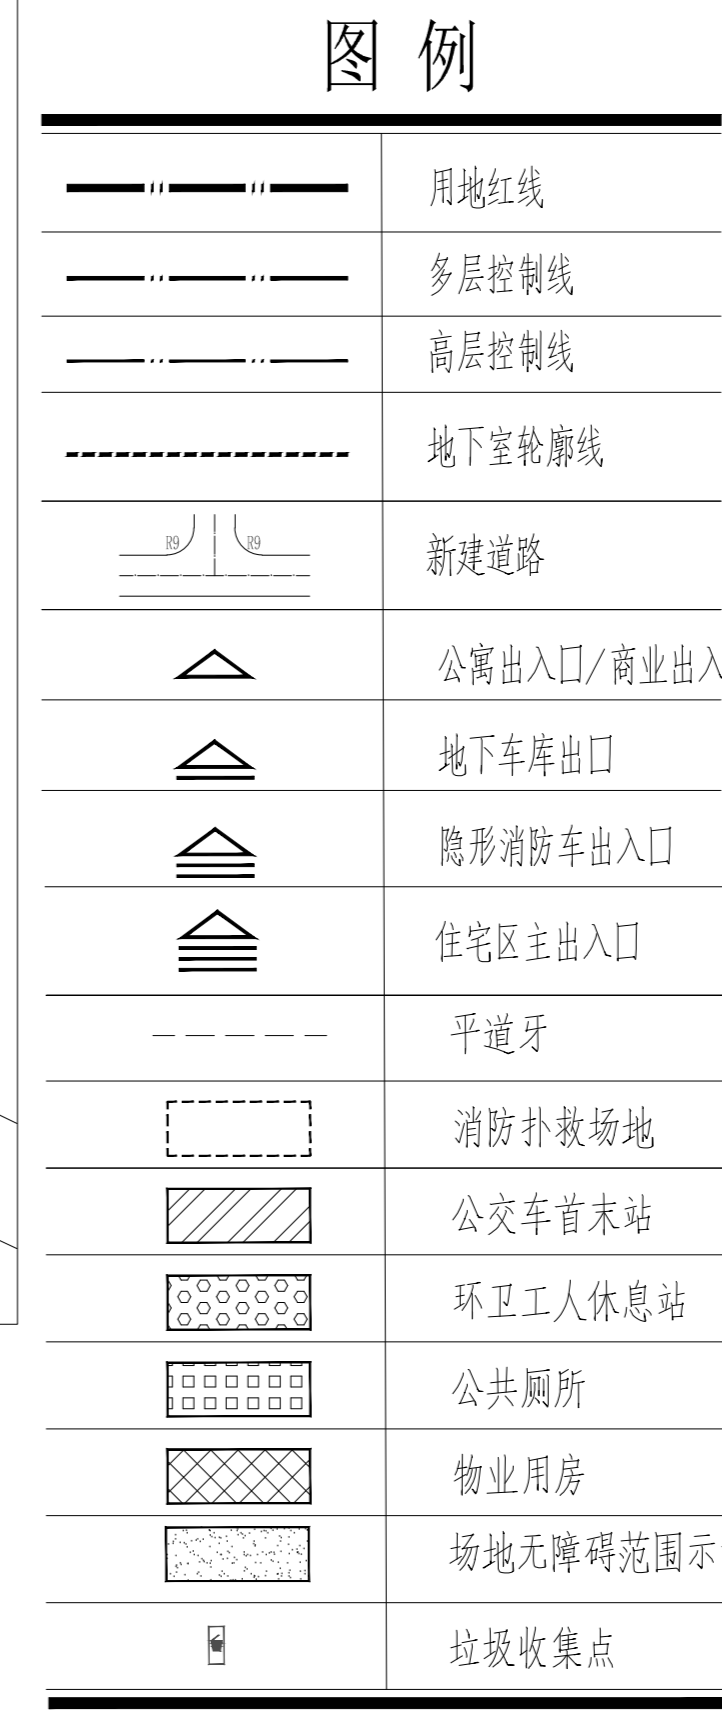 图 例
用地红线
多层控制线
高层控制线
地下室轮廓线
R9 R9
新建道路
公寓出入口/商业出入
地下车库出口
隐形消防车出入口
住宅区主出入口
平道牙
消防扑救场地
公交车首末站
环卫工人休息站
公共厕所
物业用房
场地无障碍范围示
垃圾收集点